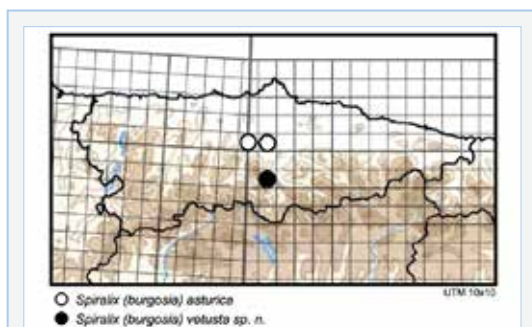 UTM 10x10
Spiralix (burgosia) asturica
Spiralix (burgosia) vetusta sp. n.